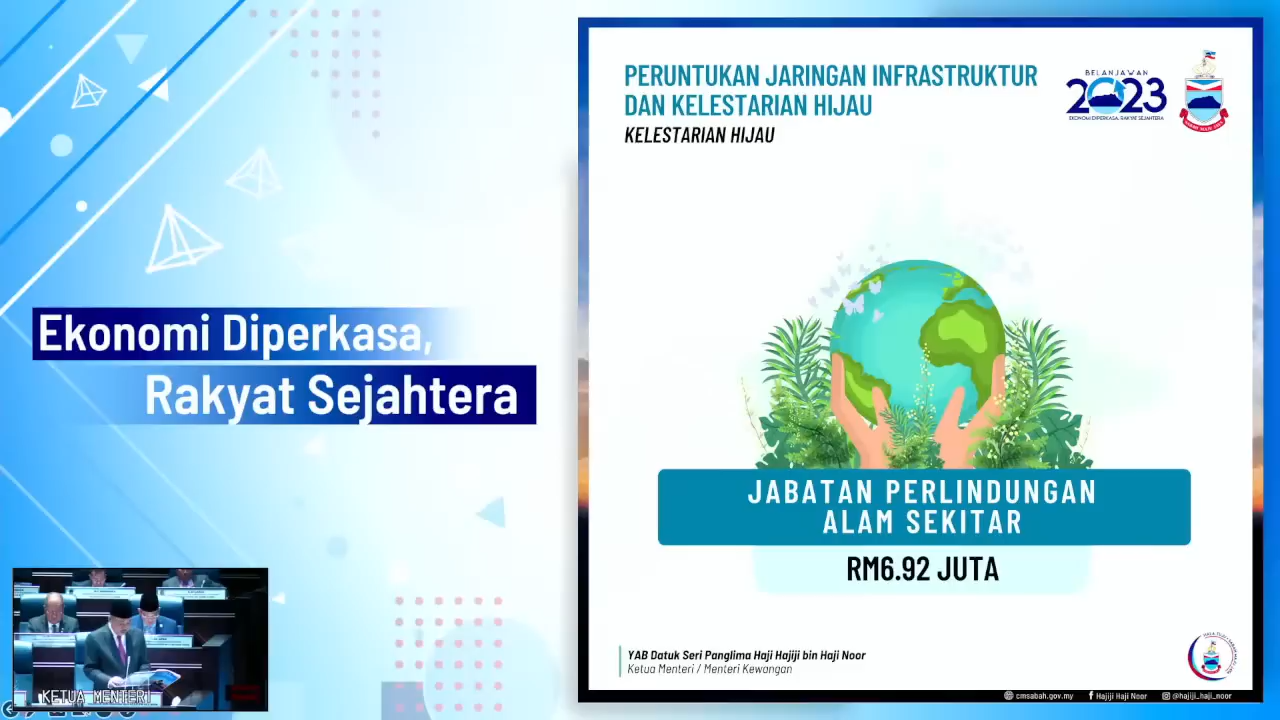 Ekonomi Diperkasa,
Rakyat Sejahtera
KETUA MENTERI
PERUNTUKAN JARINGAN INFRASTRUKTUR
DAN KELESTARIAN HIJAU
KELESTARIAN HIJAU
BELANJAWAN
2023
EKONOMI DIPERKASA, RAKYAT SEJAHTERA
JABATAN PERLINDUNGAN
ALAM SEKITAR
RM6.92 JUTA
YAB Datuk Seri Panglima Haji Hajiji bin Haji Noor
Ketua Menteri / Menteri Kewangan
cmsabah.gov.my Hajiji Haji Noor @hajiji_haji_noor